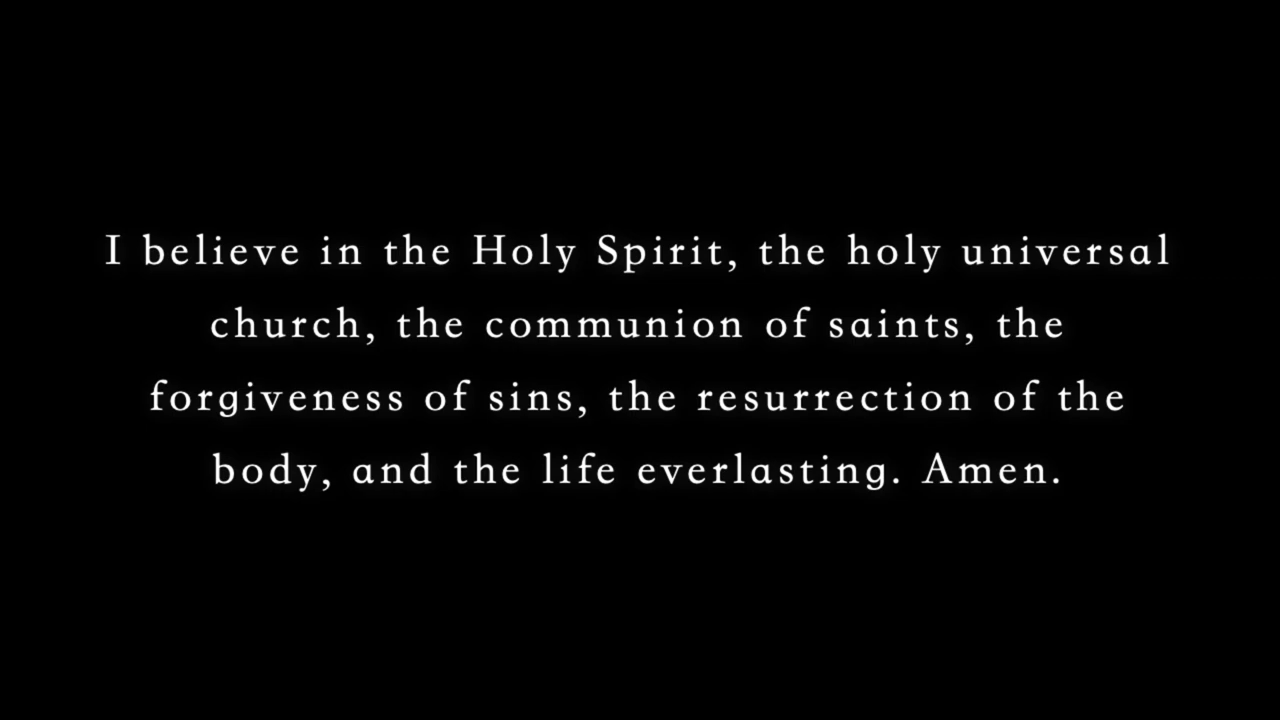 I believe in the Holy Spirit, the holy universal
church, the communion of saints, the
forgiveness of sins, the resurrection of the
body, and the life everlasting. Amen.